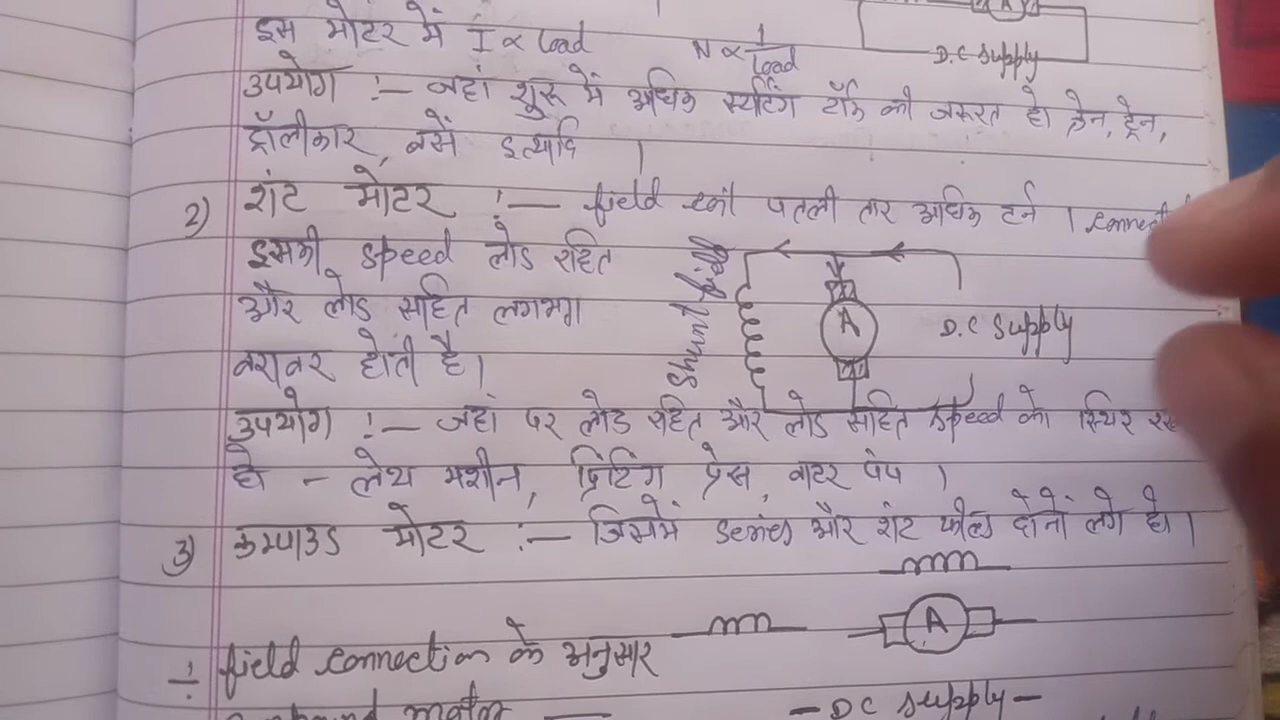 इस मोटर में I ∝ load N ∝ 1/load
D.C Supply
उपयोग :- जहां शुरू में अधिक स्टार्टिंग टॉर्क की जरूरत हो क्रेन, ट्रेन,
ट्रॉलीकार, बसें इत्यादि ।
2) शंट मोटर :- field की पतली तार अधिक टर्न ।
इसकी speed लोड रहित
और लोड सहित लगभग
बराबर होती है।
Shunt field
A
D.C Supply
उपयोग :- जहां पर लोड रहित और लोड सहित speed को स्थिर
हो - लेथ मशीन, प्रिंटिंग प्रेस, वाटर पंप ।
3) कम्पाउड मोटर :- जिसमें series और शंट फील्ड दोनों लगे हो।
A
÷ field connection के अनुसार
- DC Supply -